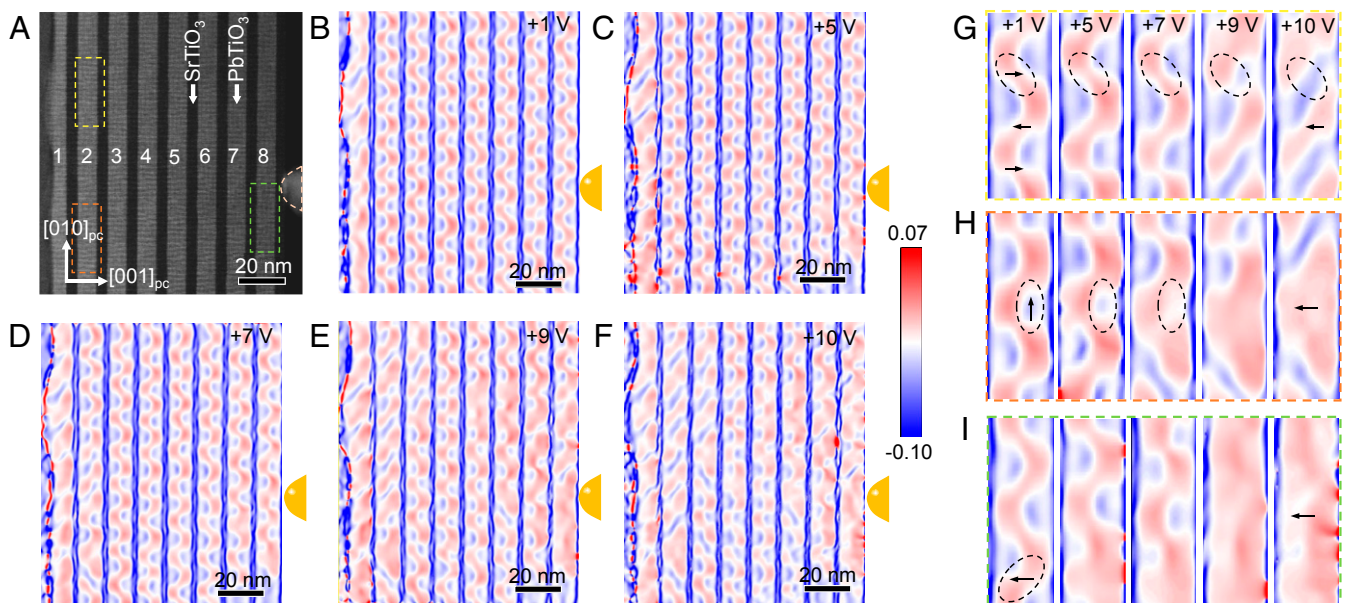 A
SrTiO3
PbTiO3
1 2 3 4 5 6 7 8
[010]pc
[001]pc
20 nm
B
+1 V
20 nm
C
+5 V
20 nm
D
+7 V
20 nm
E
+9 V
20 nm
F
+10 V
20 nm
0.07
-0.10
G
+1 V +5 V +7 V +9 V +10 V
H
I